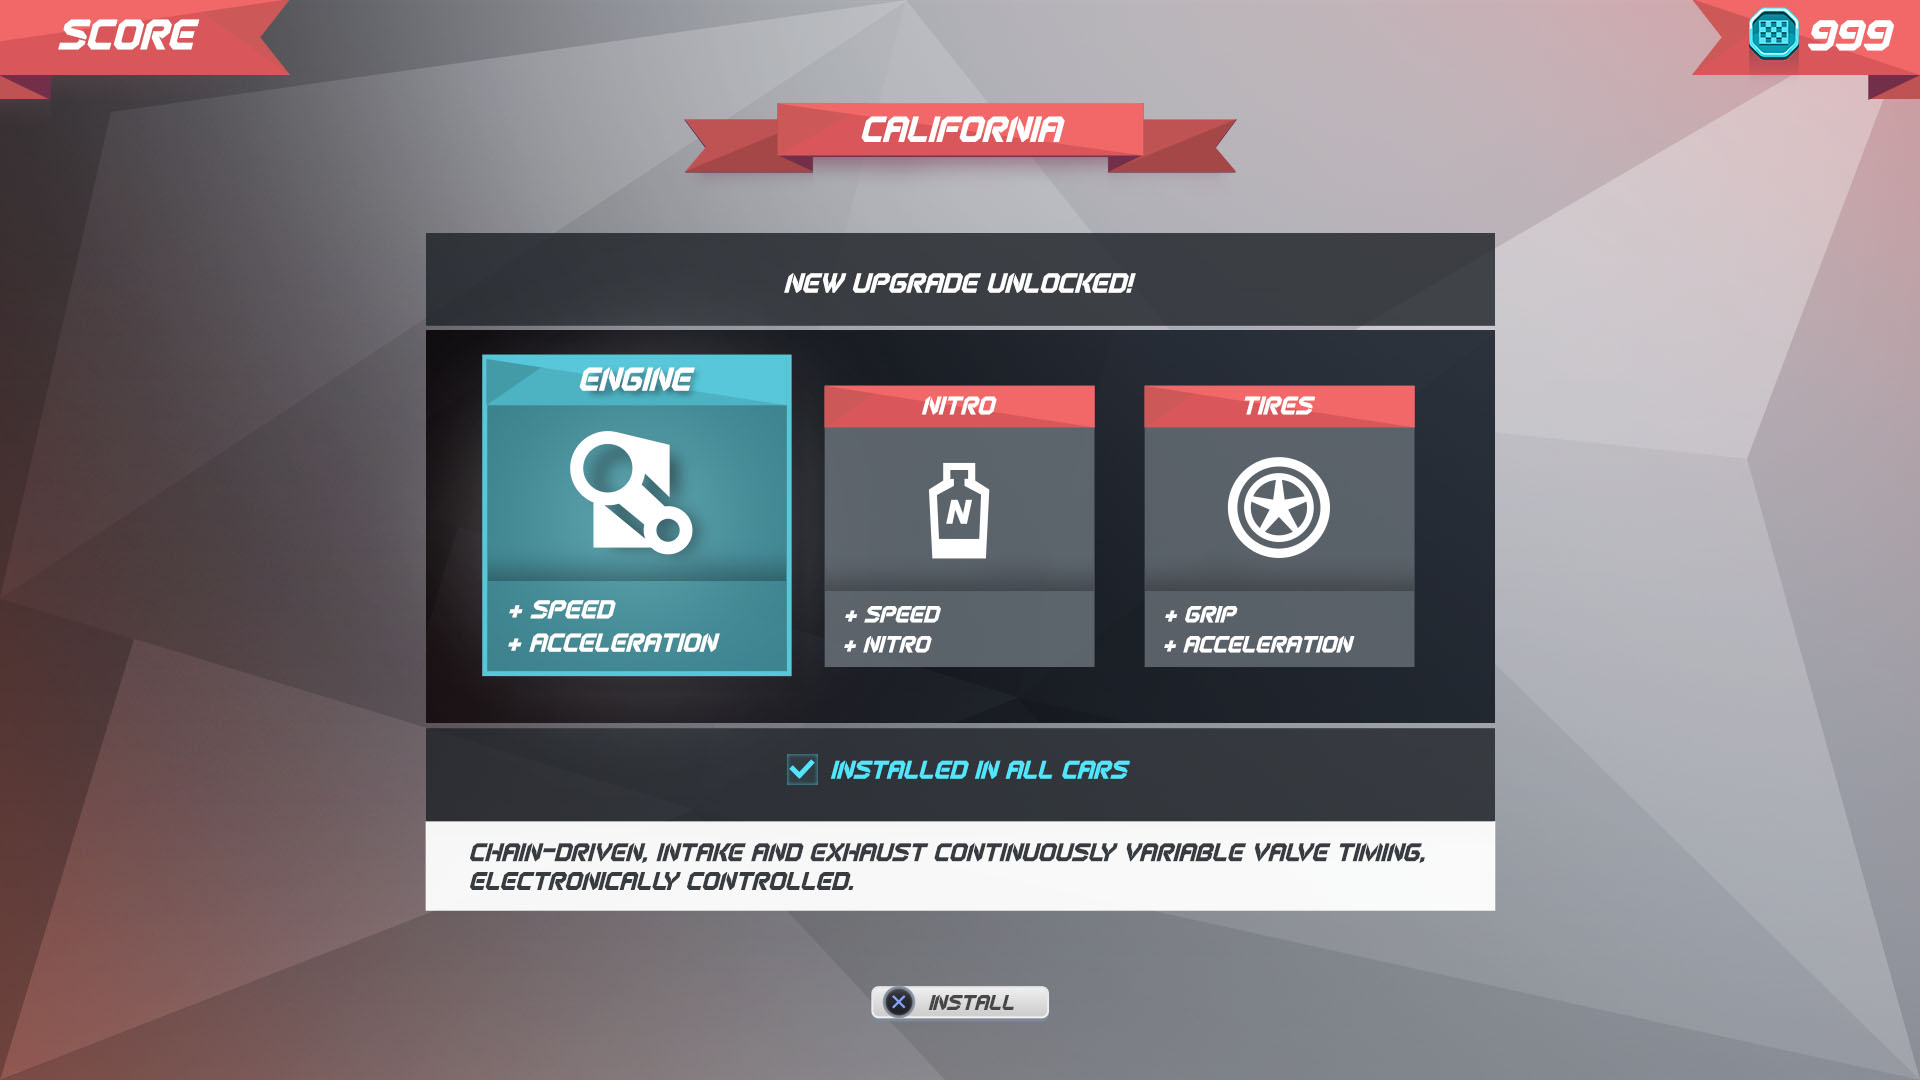 SCORE
999
CALIFORNIA
NEW UPGRADE UNLOCKED!
ENGINE
+ SPEED
+ ACCELERATION
NITRO
N
+ SPEED
+ NITRO
TIRES
+ GRIP
+ ACCELERATION
INSTALLED IN ALL CARS
CHAIN-DRIVEN, INTAKE AND EXHAUST CONTINUOUSLY VARIABLE VALVE TIMING,
ELECTRONICALLY CONTROLLED.
INSTALL